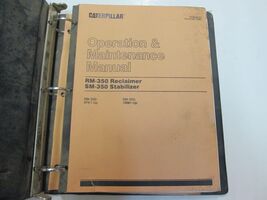 CATERPILLAR
Operation &
Maintenance
Manual
RM-350 Reclaimer
SM-350 Stabilizer